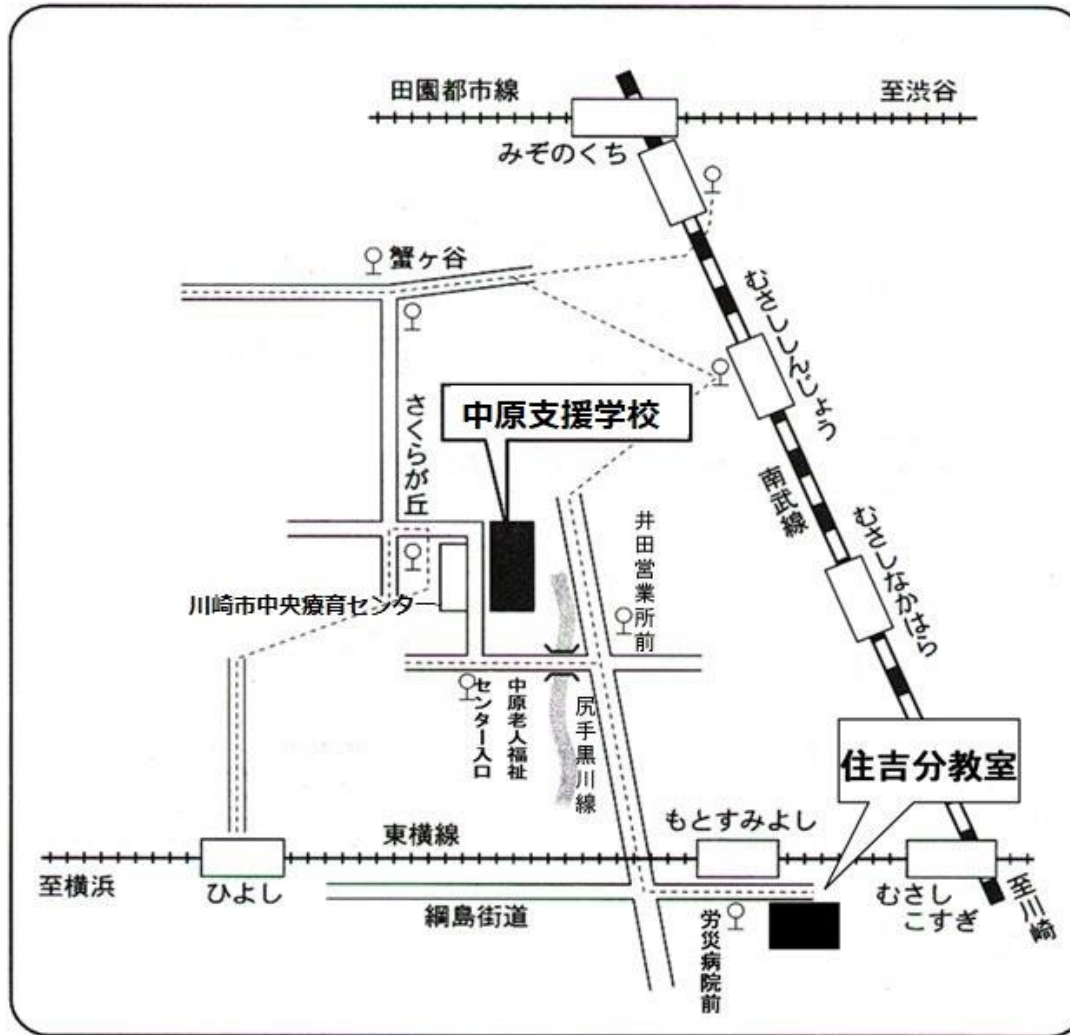 田園都市線
至渋谷
みぞのくち
蟹ヶ谷
むさししんじょう
さくらが丘
中原支援学校
南武線
井田営業所前
むさしなかはら
川崎市中央療育センター
中原老人福祉
センター入口
尻手黒川線
住吉分教室
もとすみよし
東横線
至横浜
ひよし
むさし
こすぎ
至川崎
綱島街道
労災病院前